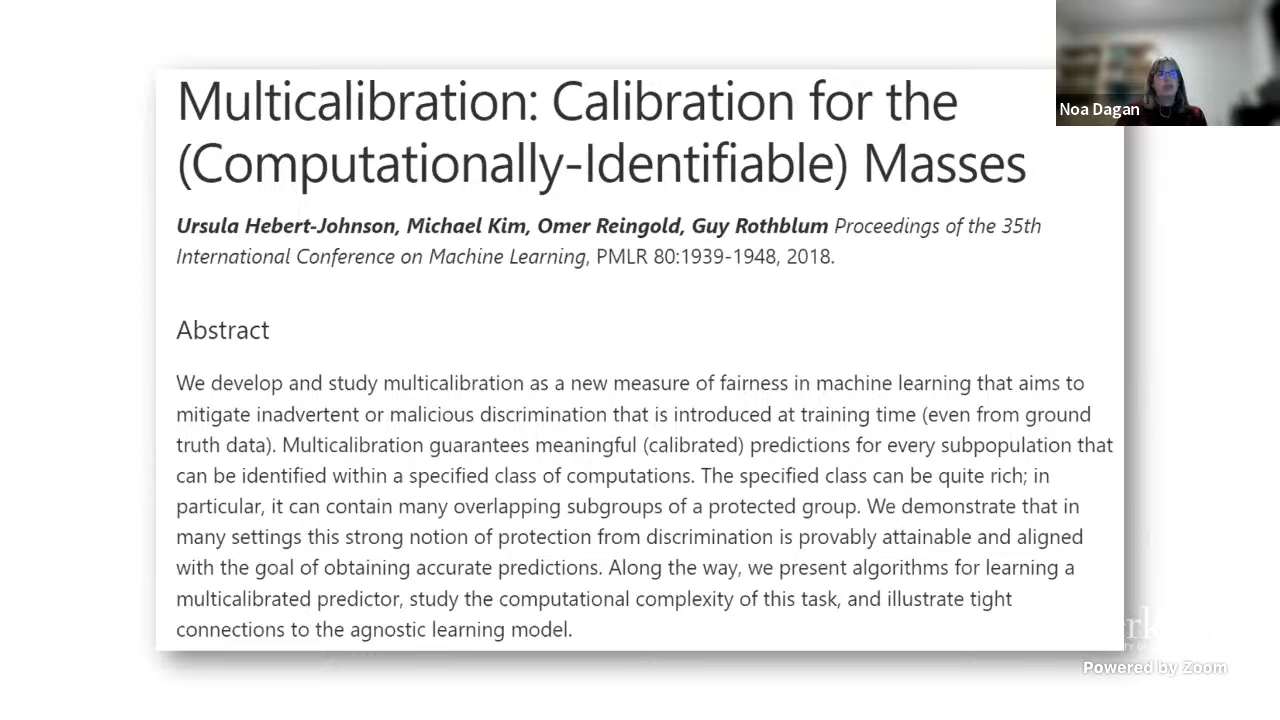 Multicalibration: Calibration for the
(Computationally-Identifiable) Masses
Ursula Hebert-Johnson, Michael Kim, Omer Reingold, Guy Rothblum Proceedings of the 35th
International Conference on Machine Learning, PMLR 80:1939-1948, 2018.
Abstract
We develop and study multicalibration as a new measure of fairness in machine learning that aims to
mitigate inadvertent or malicious discrimination that is introduced at training time (even from ground
truth data). Multicalibration guarantees meaningful (calibrated) predictions for every subpopulation that
can be identified within a specified class of computations. The specified class can be quite rich; in
particular, it can contain many overlapping subgroups of a protected group. We demonstrate that in
many settings this strong notion of protection from discrimination is provably attainable and aligned
with the goal of obtaining accurate predictions. Along the way, we present algorithms for learning a
multicalibrated predictor, study the computational complexity of this task, and illustrate tight
connections to the agnostic learning model.
Noa Dagan
Powered by Zoom